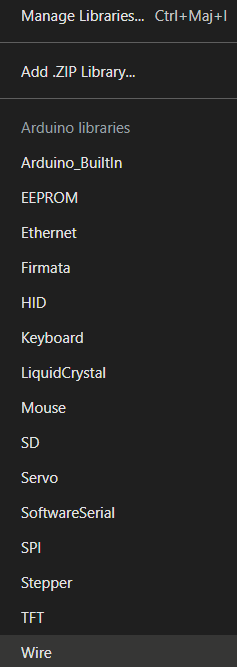 Manage Libraries... Ctrl+Maj+I
Add .ZIP Library...
Arduino libraries
Arduino_BuiltIn
EEPROM
Ethernet
Firmata
HID
Keyboard
LiquidCrystal
Mouse
SD
Servo
SoftwareSerial
SPI
Stepper
TFT
Wire